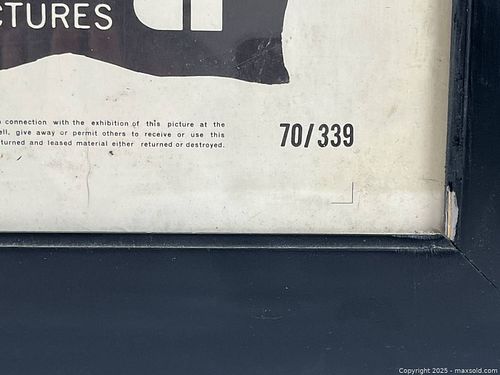 CTURES
connection with the exhibition of this picture at the
ell, give away or permit others to receive or use this
turned and leased material either returned or destroyed.
70/339
Copyright 2025 - maxsold.com